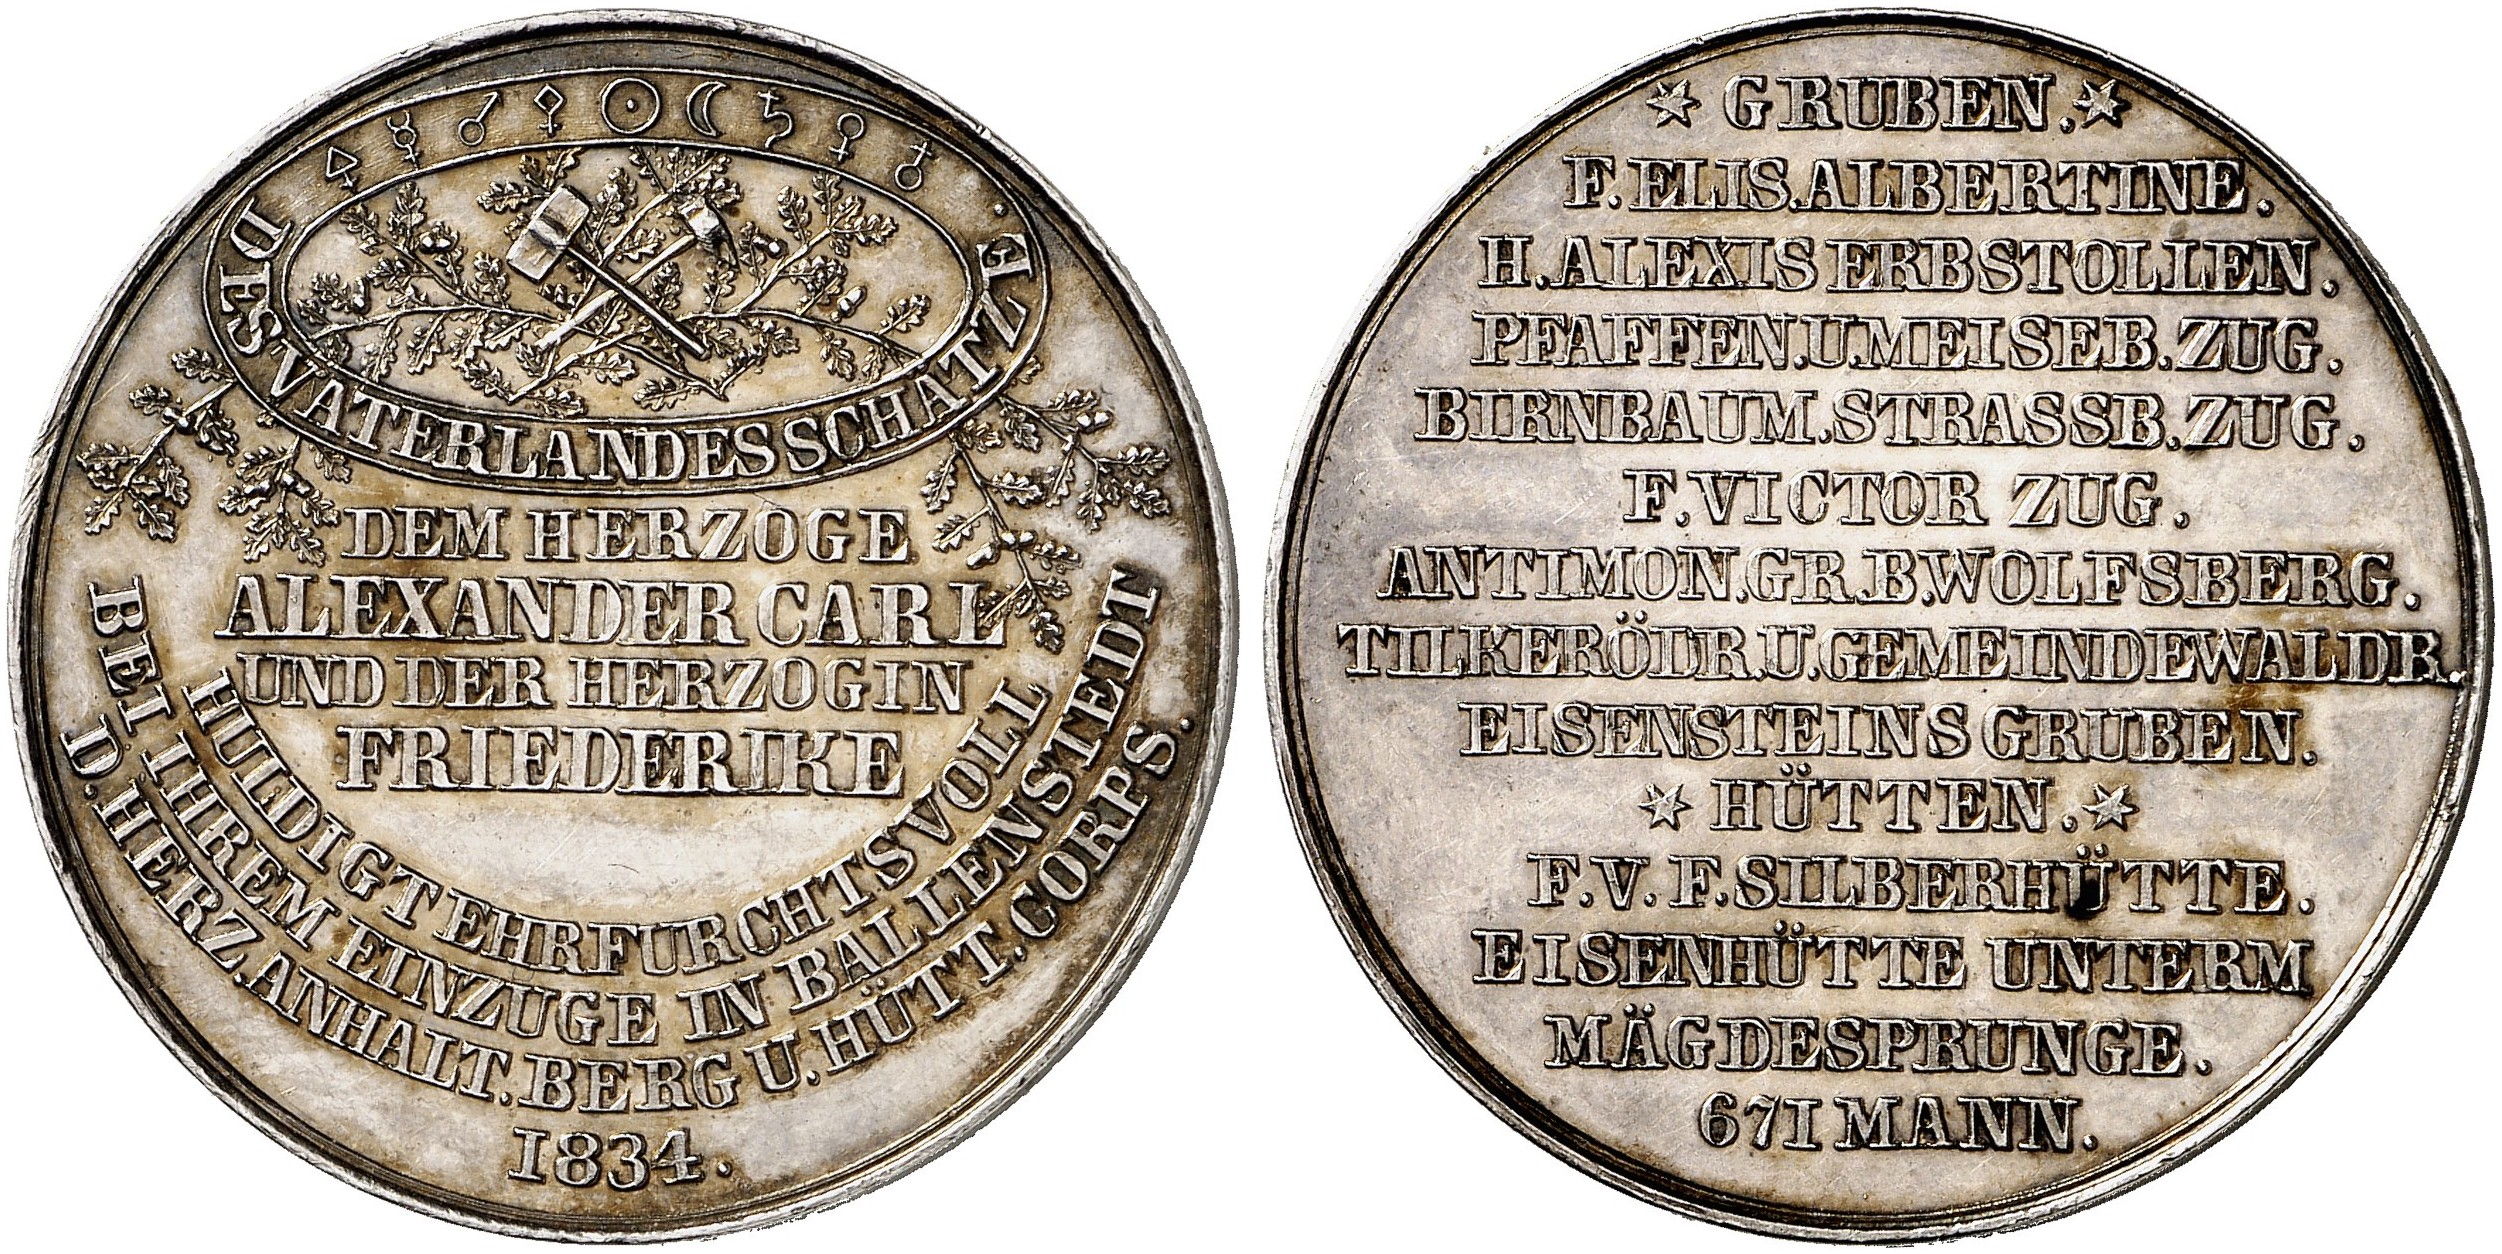 DES VATERLANDES SCHATZE.
DEM HERZOGE
ALEXANDER CARL
UND DER HERZOGIN
FRIEDERIKE
HULDIGT EHRFURCHTSVOLL
BEI IHREM EINZUGE IN BALLENSTEDT
D. HERZ. ANHALT. BERG U. HÜTT. CORPS.
1834.
* GRUBEN. *
F. ELIS. ALBERTINE.
H. ALEXIS ERBSTOLLEN.
PFAFFEN. U. MEISEB. ZUG.
BIRNBAUM. STRASSB. ZUG.
F. VICTOR ZUG.
ANTIMON. GR. B. WOLFSBERG.
TILKERÖDR. U. GEMEINDEWALDR.
EISENSTEINS GRUBEN.
* HÜTTEN. *
F. V. F. SILBERHÜTTE.
EISENHÜTTE UNTERM
MÄGDESPRUNGE.
671 MANN.